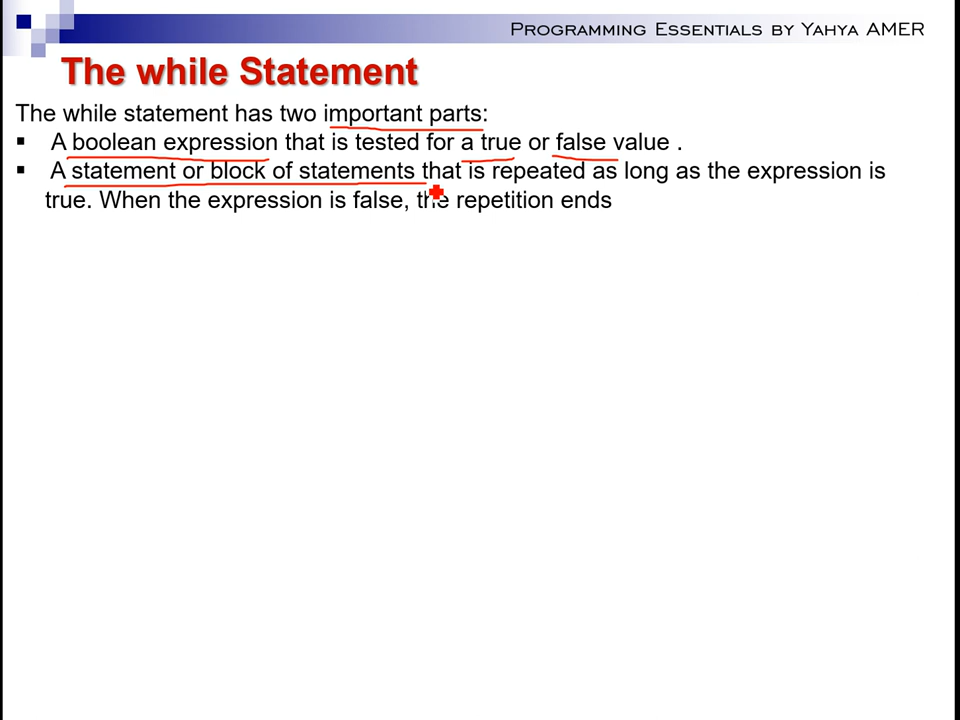 PROGRAMMING ESSENTIALS BY YAHYA AMER
The while Statement
The while statement has two important parts:
▪ A boolean expression that is tested for a true or false value .
▪ A statement or block of statements that is repeated as long as the expression is
true. When the expression is false, the repetition ends